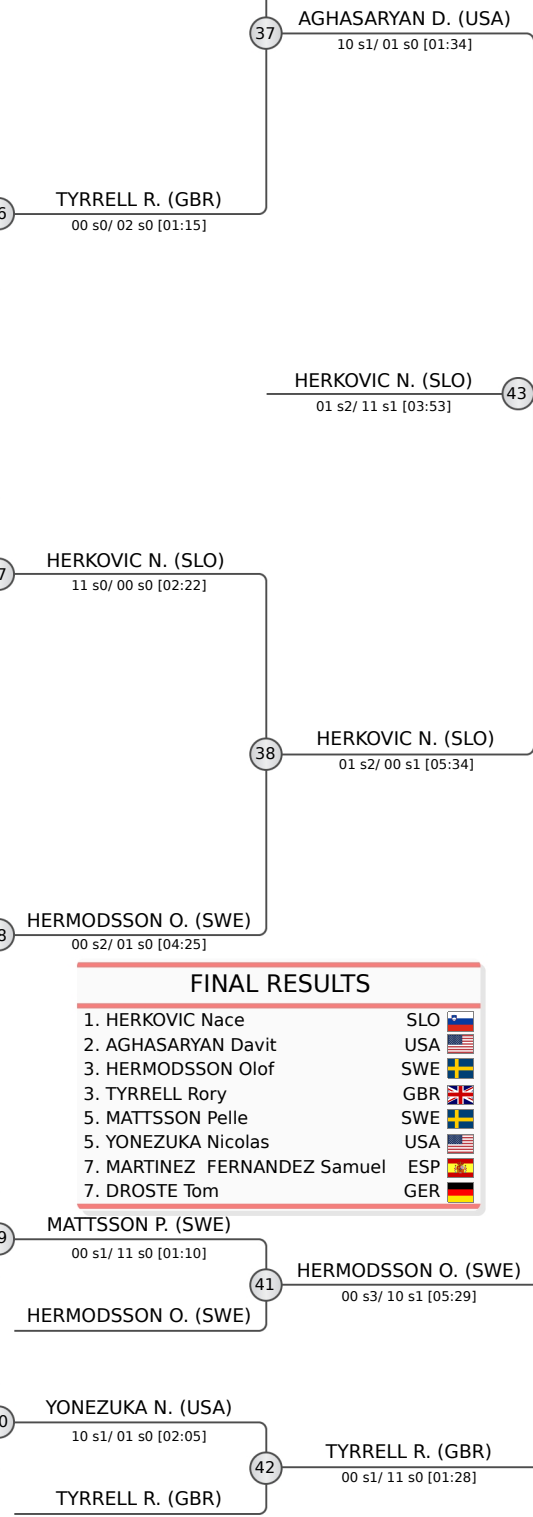 37
AGHASARYAN D. (USA)
10 s1/ 01 s0 [01:34]
6
TYRRELL R. (GBR)
00 s0/ 02 s0 [01:15]
HERKOVIC N. (SLO)
43
01 s2/ 11 s1 [03:53]
7
HERKOVIC N. (SLO)
11 s0/ 00 s0 [02:22]
38
HERKOVIC N. (SLO)
01 s2/ 00 s1 [05:34]
8
HERMODSSON O. (SWE)
00 s2/ 01 s0 [04:25]
FINAL RESULTS
1. HERKOVIC Nace SLO
2. AGHASARYAN Davit USA
3. HERMODSSON Olof SWE
3. TYRRELL Rory GBR
5. MATTSSON Pelle SWE
5. YONEZUKA Nicolas USA
7. MARTINEZ  FERNANDEZ Samuel ESP
7. DROSTE Tom GER
9
MATTSSON P. (SWE)
00 s1/ 11 s0 [01:10]
41
HERMODSSON O. (SWE)
00 s3/ 10 s1 [05:29]
HERMODSSON O. (SWE)
0
YONEZUKA N. (USA)
10 s1/ 01 s0 [02:05]
42
TYRRELL R. (GBR)
00 s1/ 11 s0 [01:28]
TYRRELL R. (GBR)